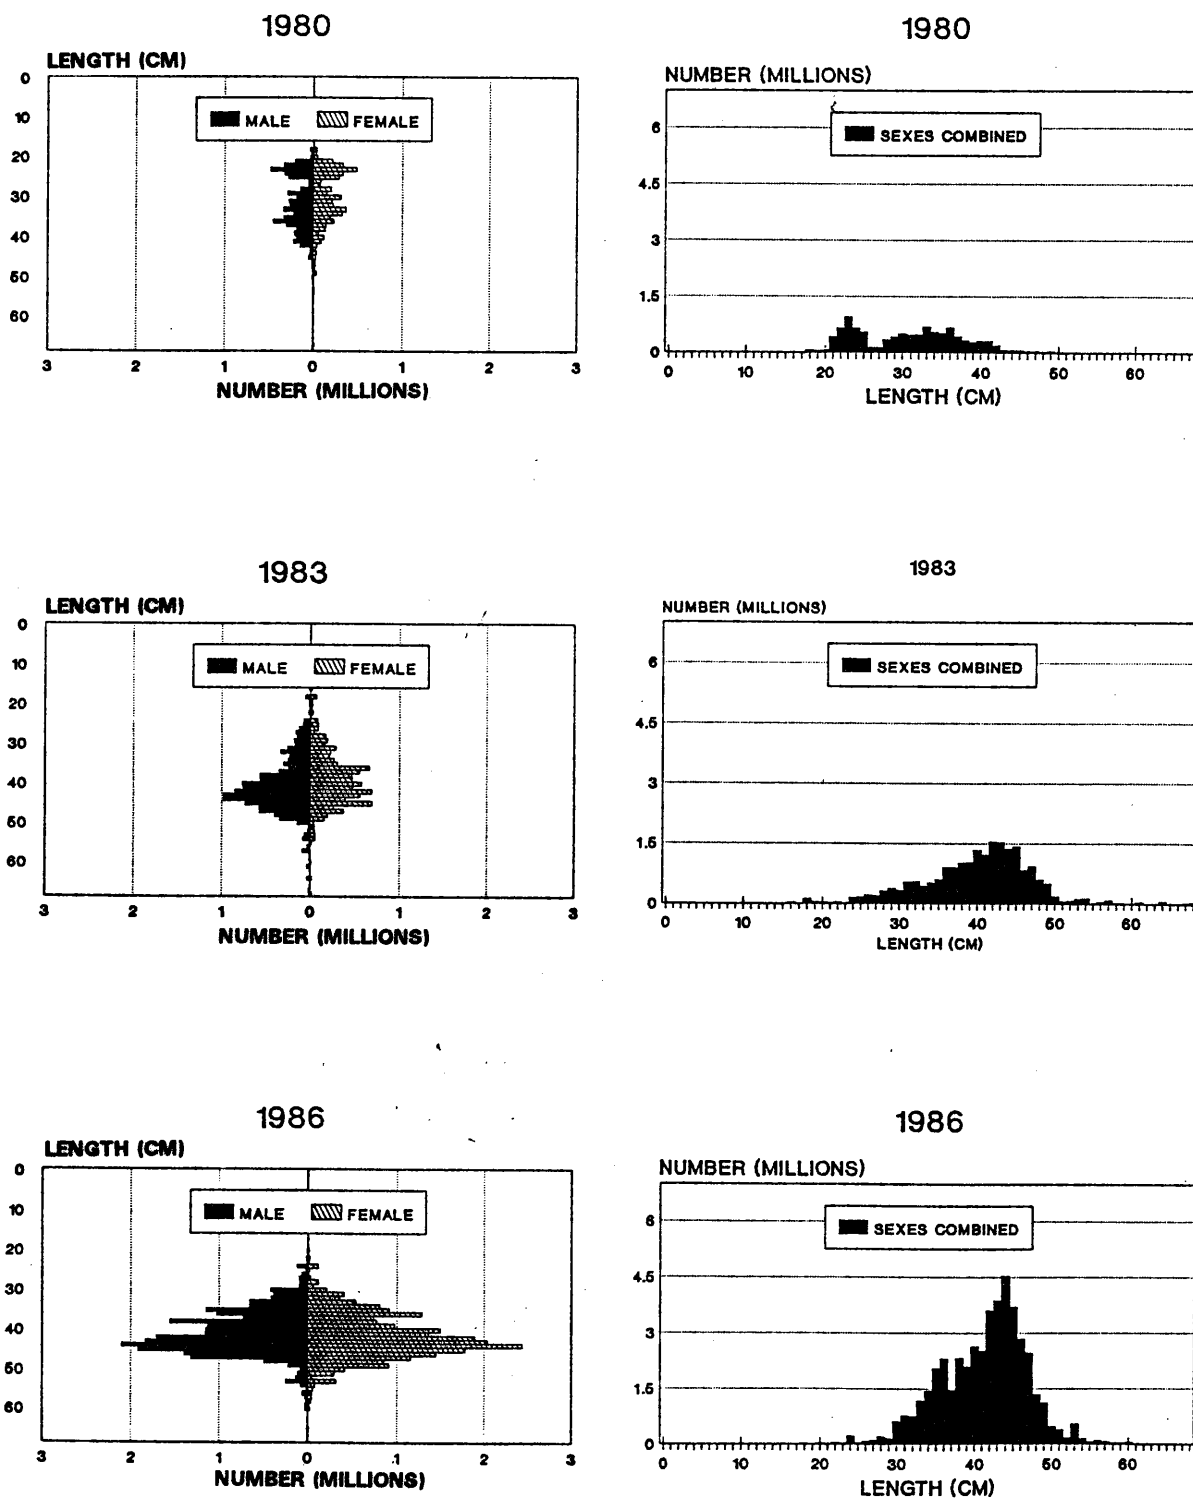 1980
LENGTH (CM)
0
10
20
30
40
50
60
MALE FEMALE
3 2 1 0 1 2 3
NUMBER (MILLIONS)
1980
NUMBER (MILLIONS)
6
4.5
3
1.5
0
SEXES COMBINED
0 10 20 30 40 50 60
LENGTH (CM)
1983
LENGTH (CM)
0
10
20
30
40
50
60
MALE FEMALE
3 2 1 0 1 2 3
NUMBER (MILLIONS)
1983
NUMBER (MILLIONS)
6
4.5
3
1.5
0
SEXES COMBINED
0 10 20 30 40 50 60
LENGTH (CM)
1986
LENGTH (CM)
0
10
20
30
40
50
60
MALE FEMALE
3 2 1 0 1 2 3
NUMBER (MILLIONS)
1986
NUMBER (MILLIONS)
6
4.5
3
1.5
0
SEXES COMBINED
0 10 20 30 40 50 60
LENGTH (CM)